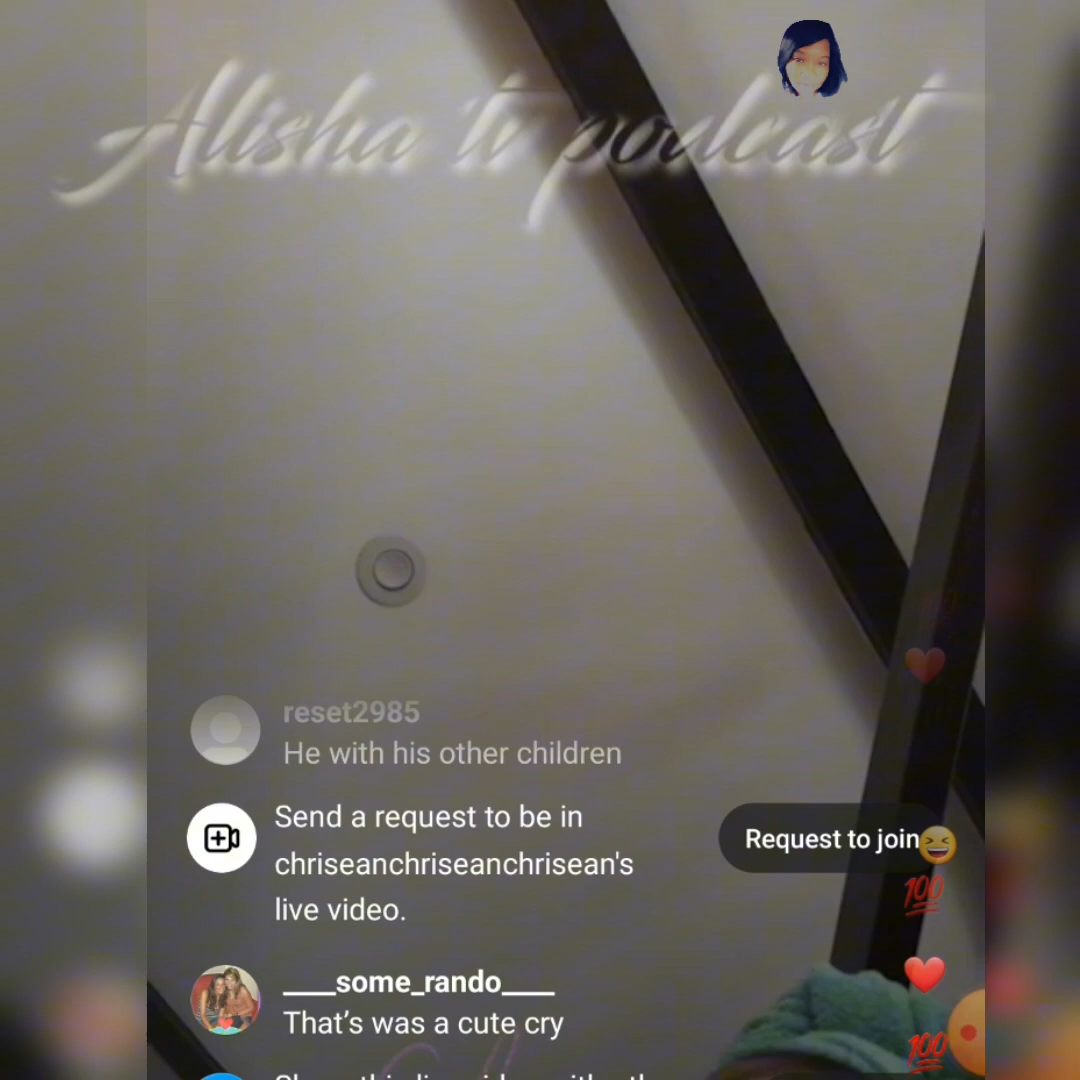 Alisha tv podcast
reset2985
He with his other children
Send a request to be in
chriseanchriseanchrisean's
live video.
Request to join
____some_rando____
That’s was a cute cry